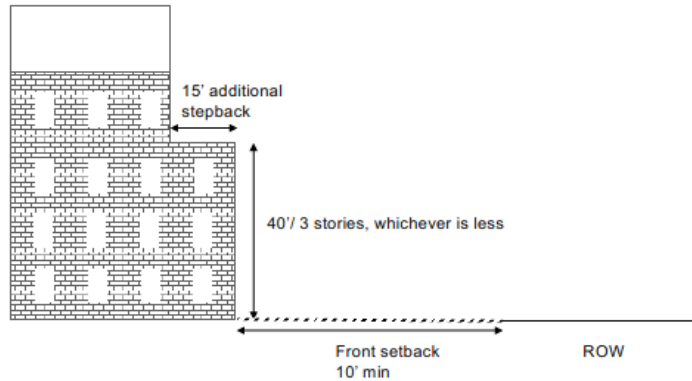 15' additional
stepback
40'/ 3 stories, whichever is less
Front setback
10' min
ROW